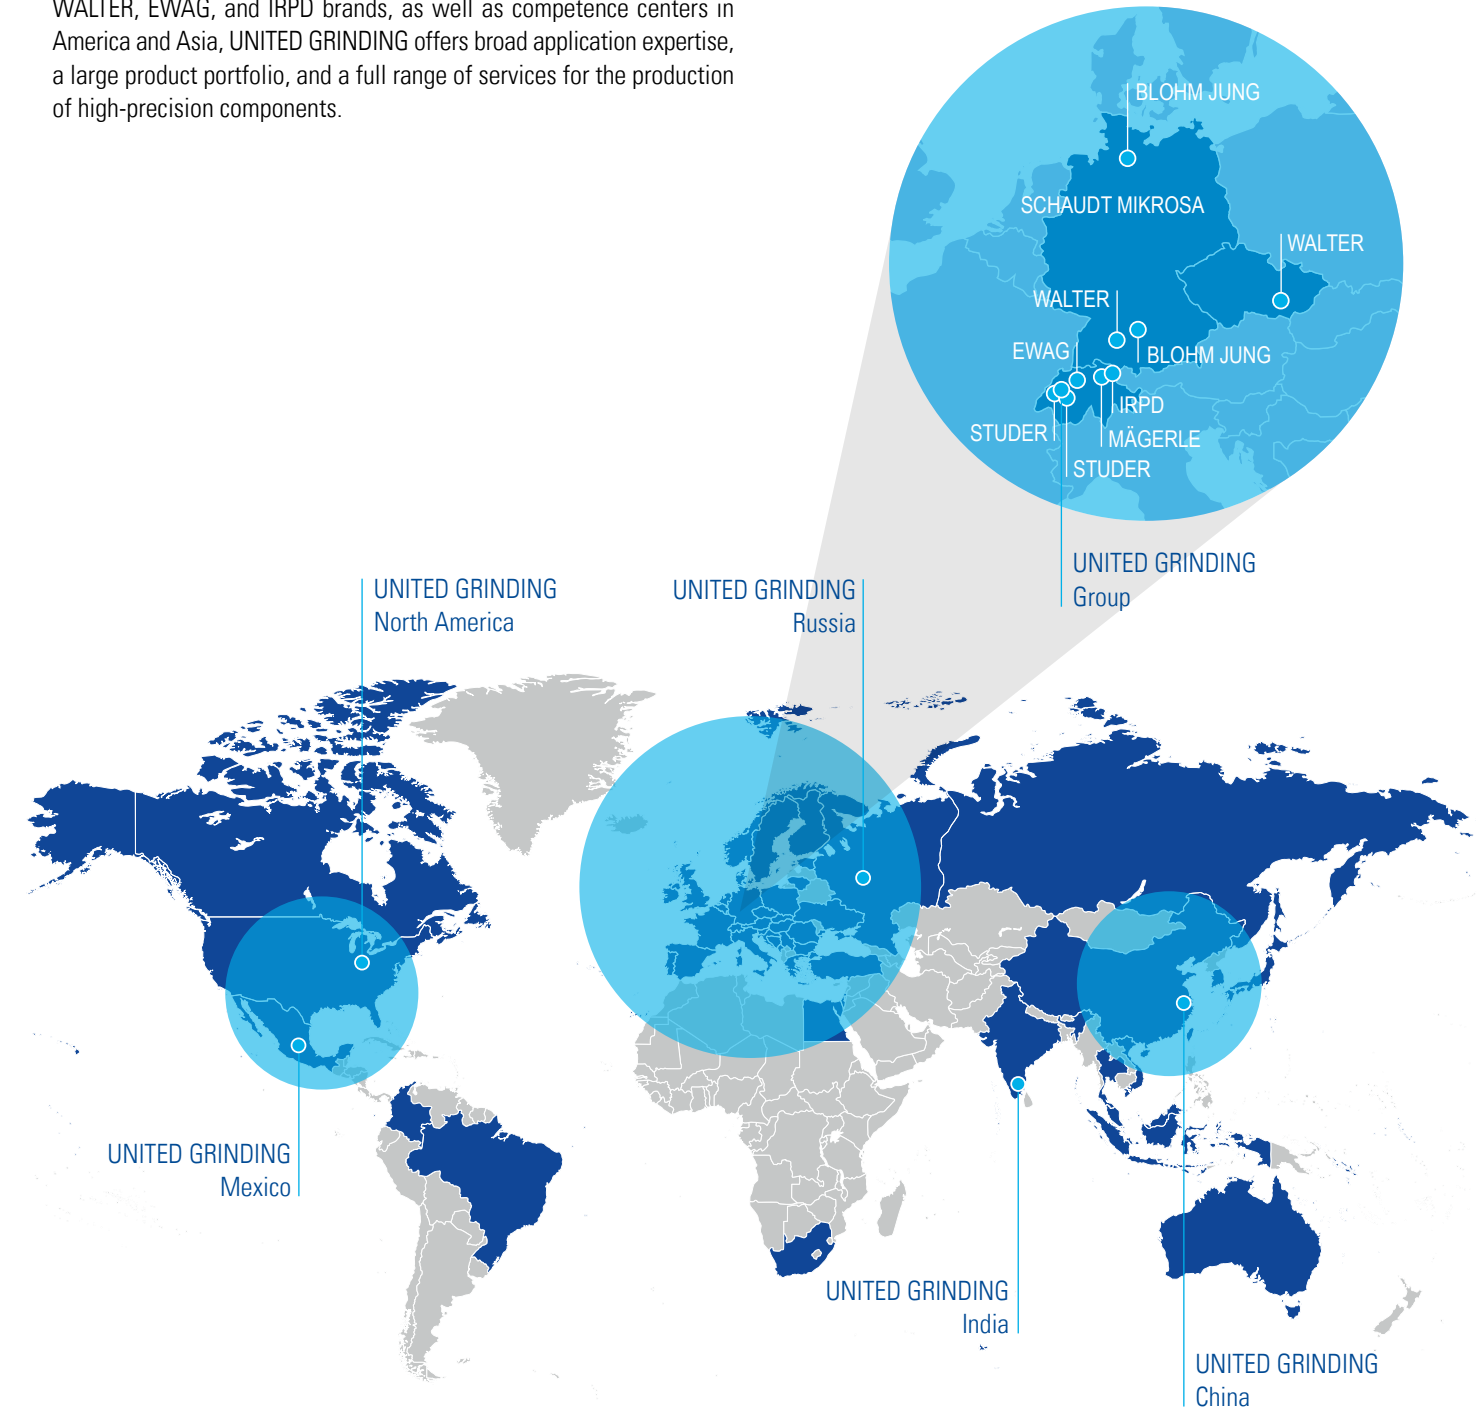 WALTER, EWAG, and IRPD brands, as well as competence centers in
America and Asia, UNITED GRINDING offers broad application expertise,
a large product portfolio, and a full range of services for the production
of high-precision components.
BLOHM JUNG
SCHAUDT MIKROSA
WALTER
WALTER
EWAG
BLOHM JUNG
IRPD
STUDER
MÄGERLE
STUDER
UNITED GRINDING
Group
UNITED GRINDING
North America
UNITED GRINDING
Russia
UNITED GRINDING
Mexico
UNITED GRINDING
India
UNITED GRINDING
China